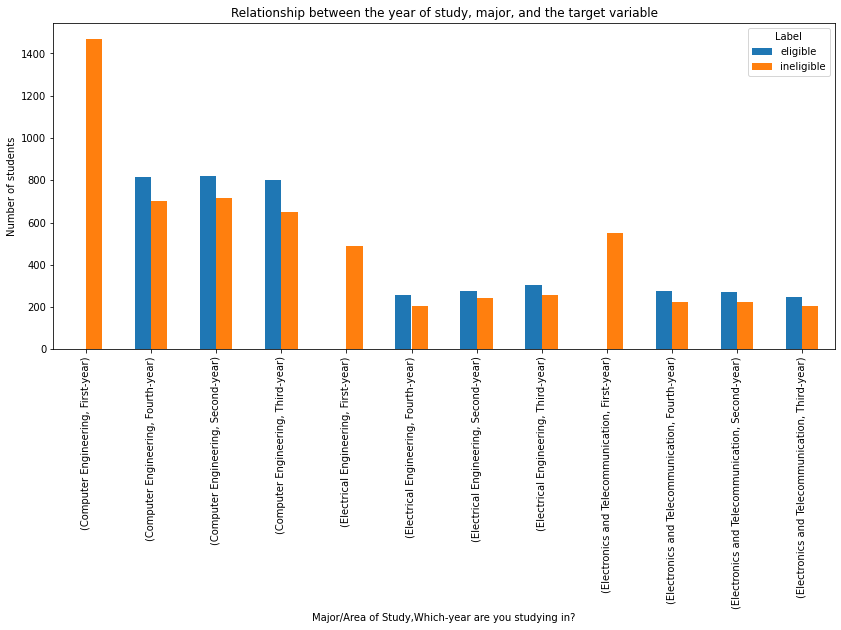 Relationship between the year of study, major, and the target variable
Label
eligible
ineligible
Number of students
1400
1200
1000
800
600
400
200
0
(Computer Engineering, First-year)
(Computer Engineering, Fourth-year)
(Computer Engineering, Second-year)
(Computer Engineering, Third-year)
(Electrical Engineering, First-year)
(Electrical Engineering, Fourth-year)
(Electrical Engineering, Second-year)
(Electrical Engineering, Third-year)
(Electronics and Telecommunication, First-year)
(Electronics and Telecommunication, Fourth-year)
(Electronics and Telecommunication, Second-year)
(Electronics and Telecommunication, Third-year)
Major/Area of Study,Which-year are you studying in?